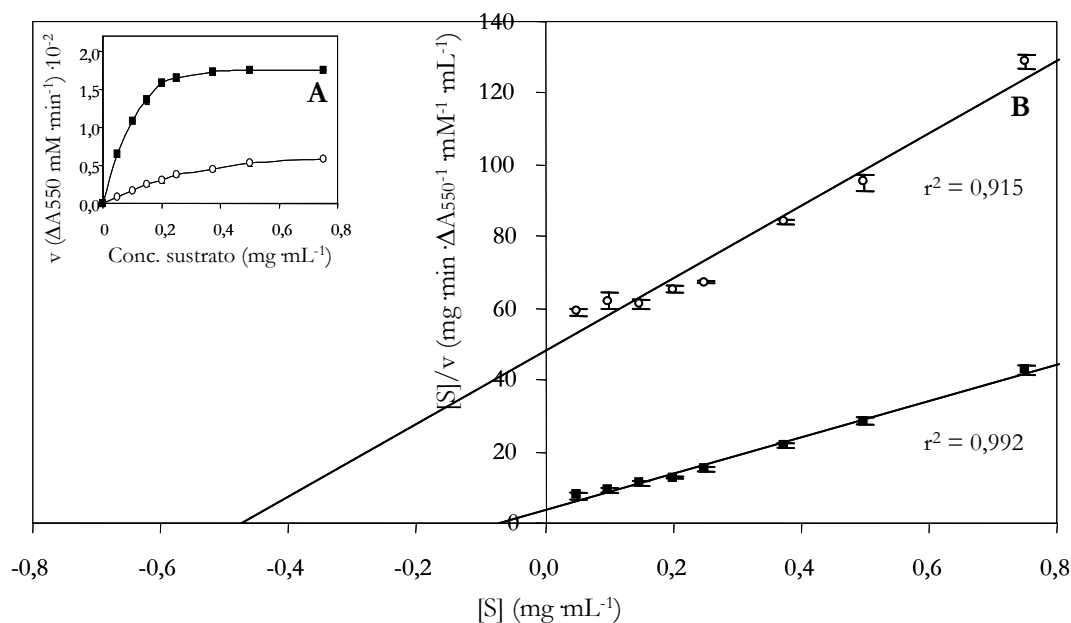 140
120
100
80
60
40
20
0
[S]/v (mg·min·ΔA₅₅₀⁻¹·mM⁻¹·mL⁻¹)
B
r² = 0,915
r² = 0,992
-0,8 -0,6 -0,4 -0,2 0,0 0,2 0,4 0,6 0,8
[S] (mg·mL⁻¹)
v (ΔA550 mM·min⁻¹)·10⁻²
2,0
1,5
1,0
0,5
0,0
A
0 0,2 0,4 0,6 0,8
Conc. sustrato (mg·mL⁻¹)